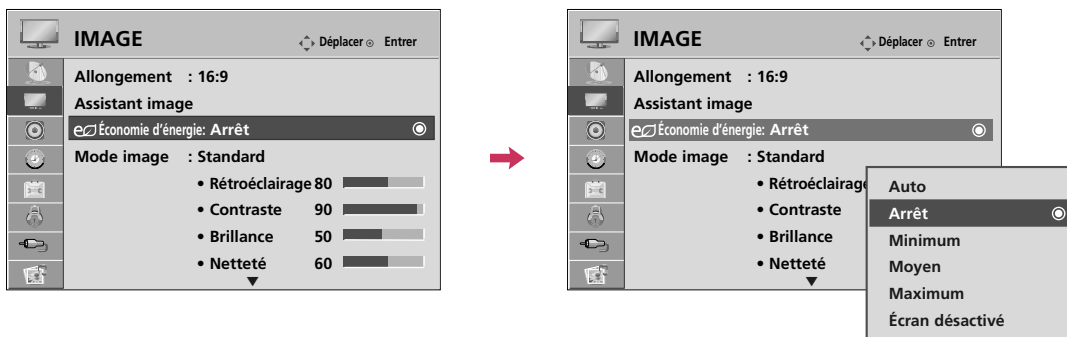 IMAGE
Déplacer Entrer
Allongement : 16:9
Assistant image
Économie d'énergie: Arrêt
Mode image : Standard
• Rétroéclairage 80
• Contraste 90
• Brillance 50
• Netteté 60
IMAGE
Déplacer Entrer
Allongement : 16:9
Assistant image
Économie d'énergie: Arrêt
Mode image : Standard
• Rétroéclairage
• Contraste
• Brillance
• Netteté
Auto
Arrêt
Minimum
Moyen
Maximum
Écran désactivé